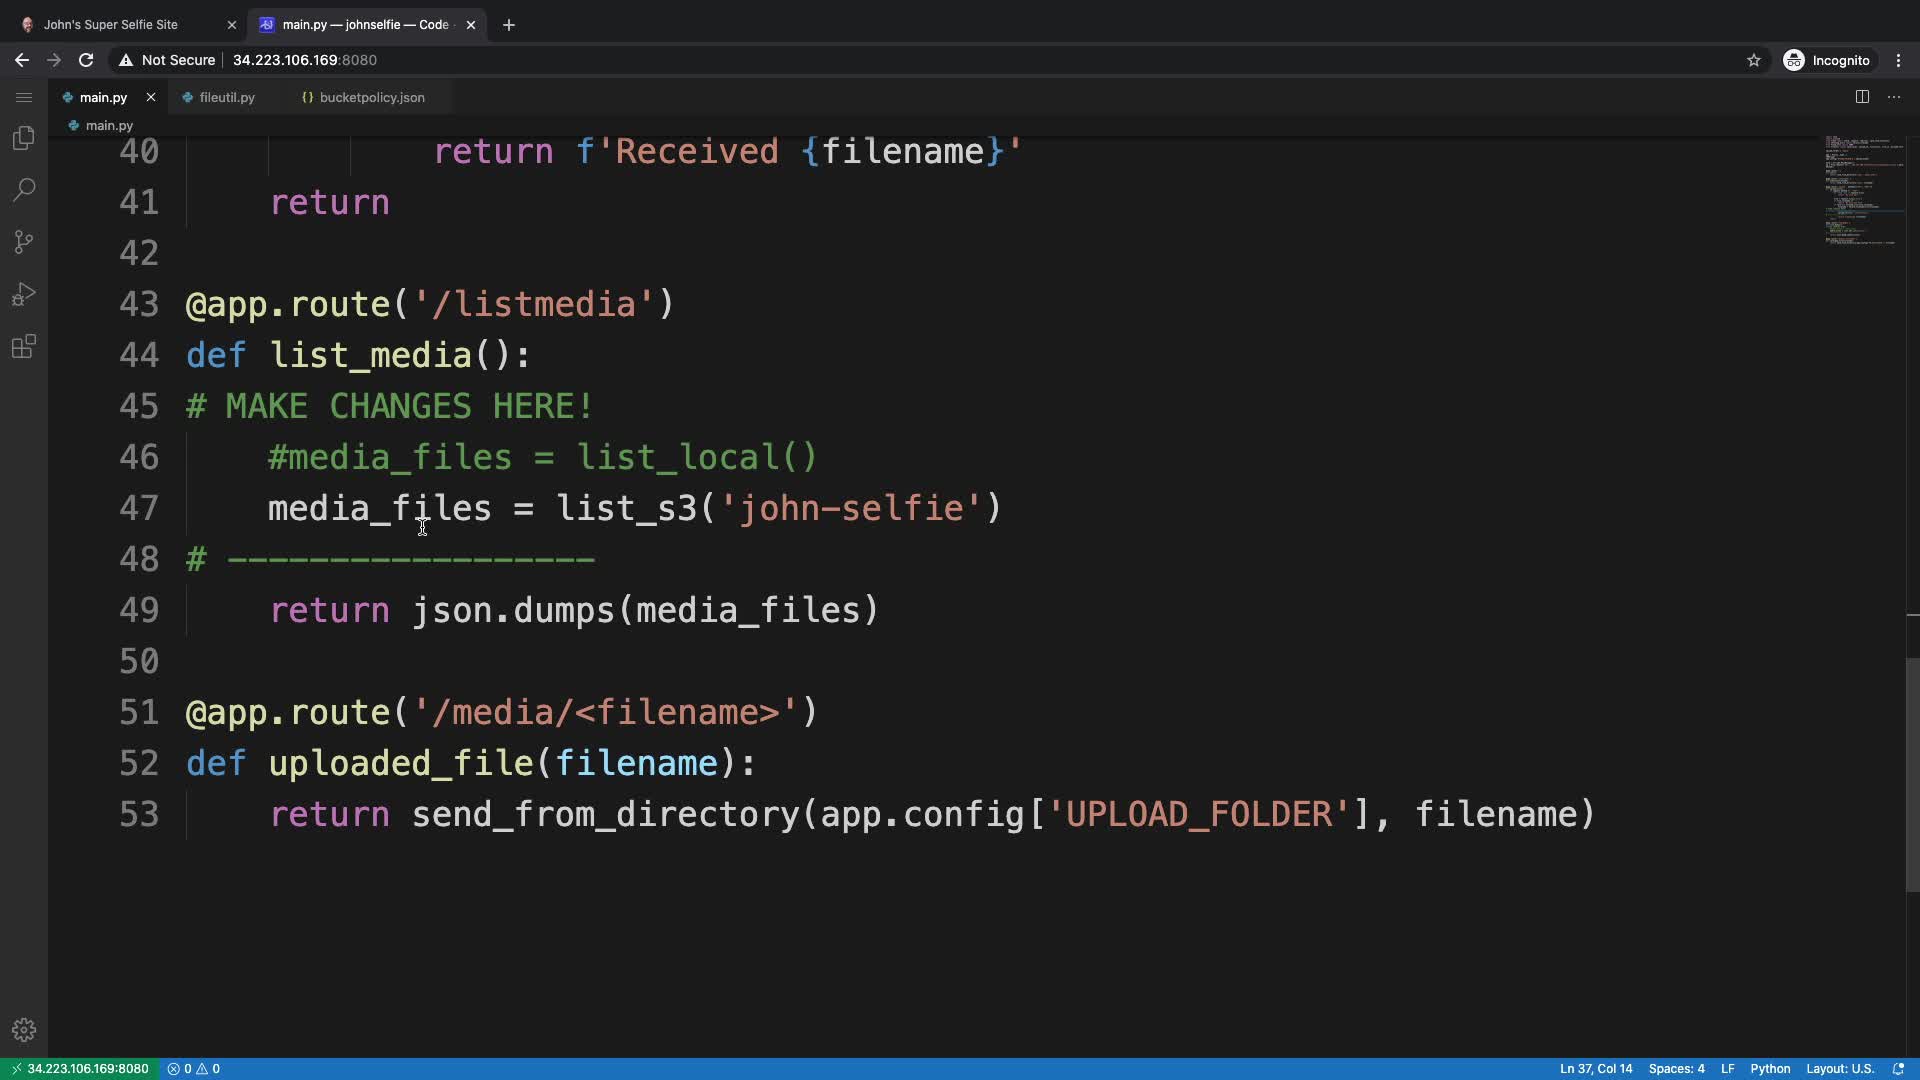 John's Super Selfie Site
main.py — johnselfie — Code -
Not Secure 34.223.106.169:8080
Incognito
main.py fileutil.py {} bucketpolicy.json
main.py
40 return f'Received {filename}'
41 return
42
43 @app.route('/listmedia')
44 def list_media():
45 # MAKE CHANGES HERE!
46 #media_files = list_local()
47 media_files = list_s3('john-selfie')
48 # ------------------
49 return json.dumps(media_files)
50
51 @app.route('/media/<filename>')
52 def uploaded_file(filename):
53 return send_from_directory(app.config['UPLOAD_FOLDER'], filename)
34.223.106.169:8080 0 0 Ln 37, Col 14 Spaces: 4 LF Python Layout: U.S.